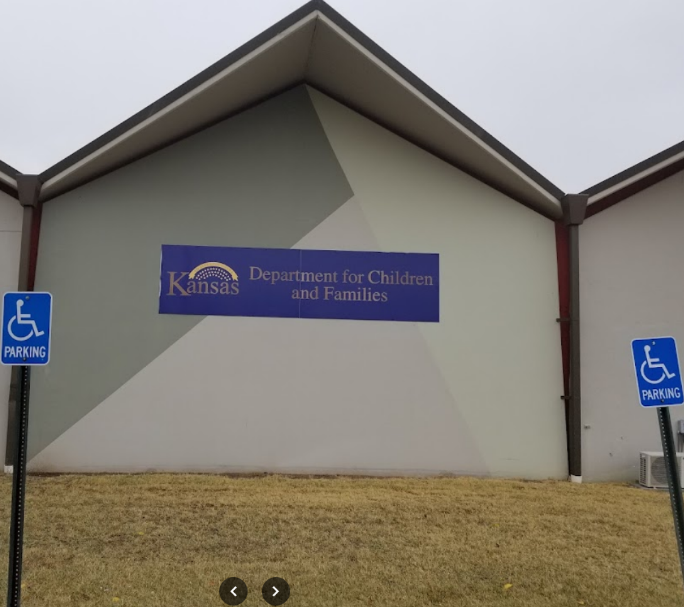 Kansas
Department for Children
and Families
PARKING
PARKING